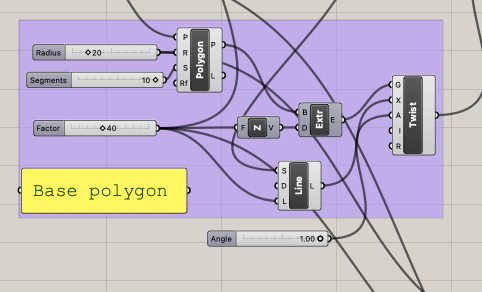 Radius 20
Segments 10
P
R
S
Rf
Polygon
P
L
Factor 40
F
Z
V
B
D
Extr
E
G
X
A
I
R
Twist
S
D
L
Line
L
Base polygon
Angle 1.00